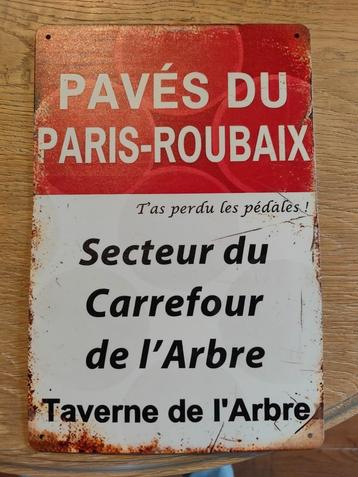 PAVÉS DU
PARIS-ROUBAIX
T'as perdu les pédales !
Secteur du
Carrefour
de l'Arbre
Taverne de l'Arbre